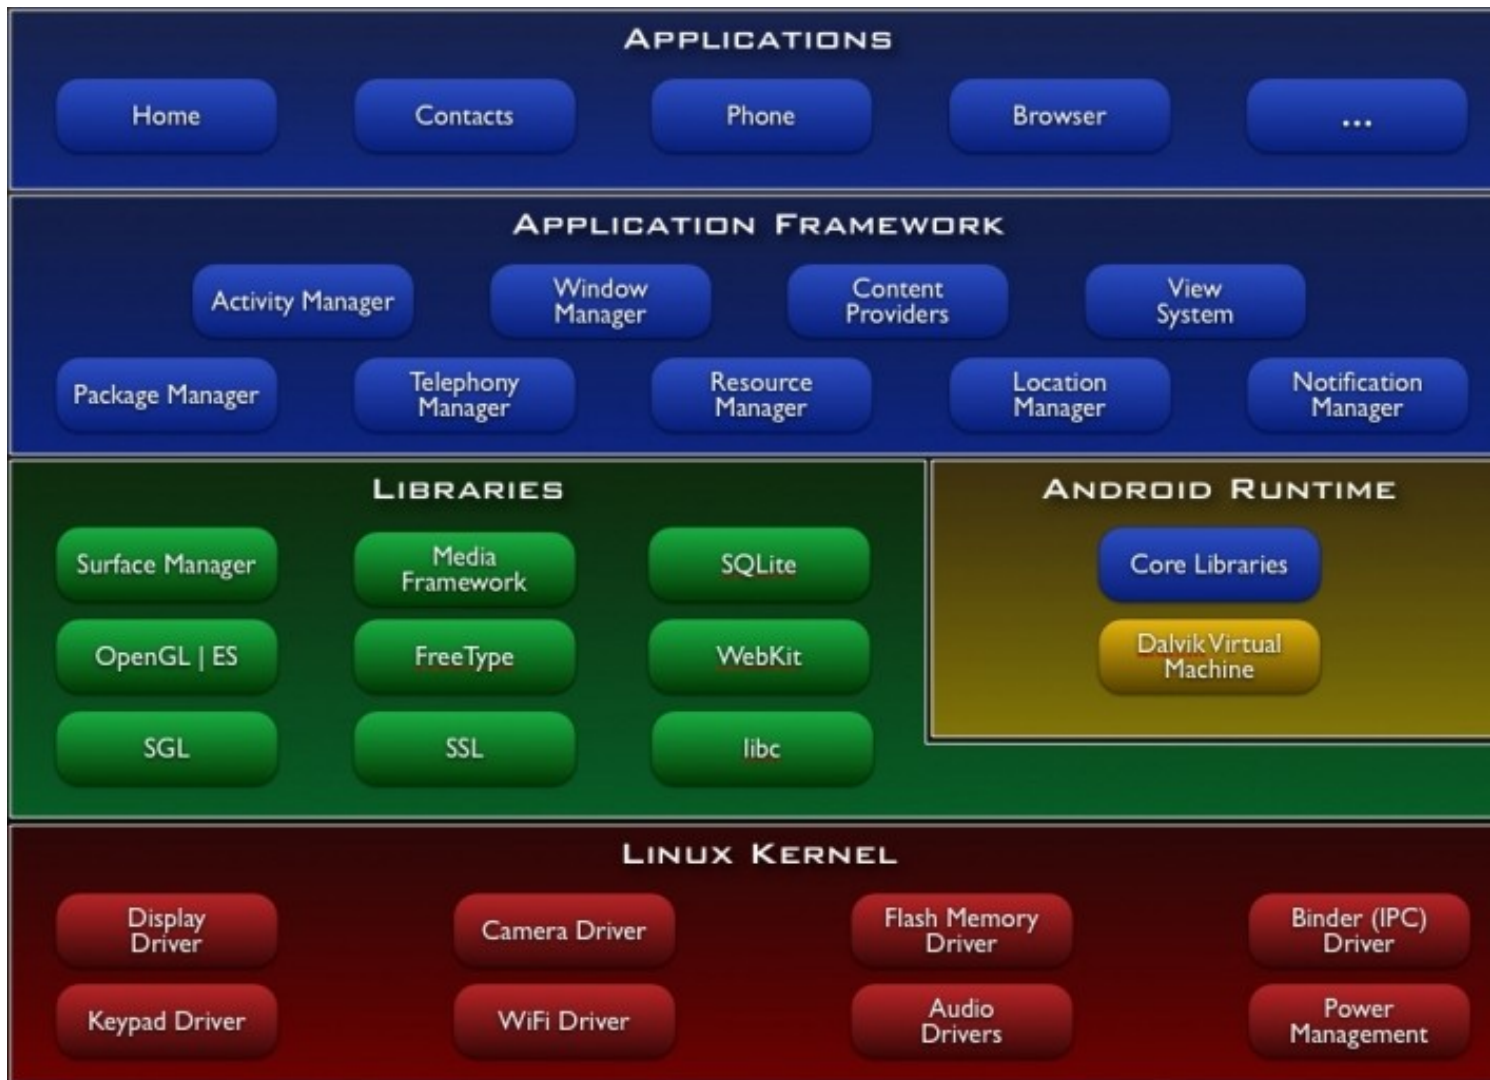 APPLICATIONS
Home
Contacts
Phone
Browser
...
APPLICATION FRAMEWORK
Activity Manager
Window
Manager
Content
Providers
View
System
Package Manager
Telephony
Manager
Resource
Manager
Location
Manager
Notification
Manager
LIBRARIES
Surface Manager
Media
Framework
SQLite
OpenGL | ES
FreeType
WebKit
SGL
SSL
libc
ANDROID RUNTIME
Core Libraries
Dalvik Virtual
Machine
LINUX KERNEL
Display
Driver
Camera Driver
Flash Memory
Driver
Binder (IPC)
Driver
Keypad Driver
WiFi Driver
Audio
Drivers
Power
Management